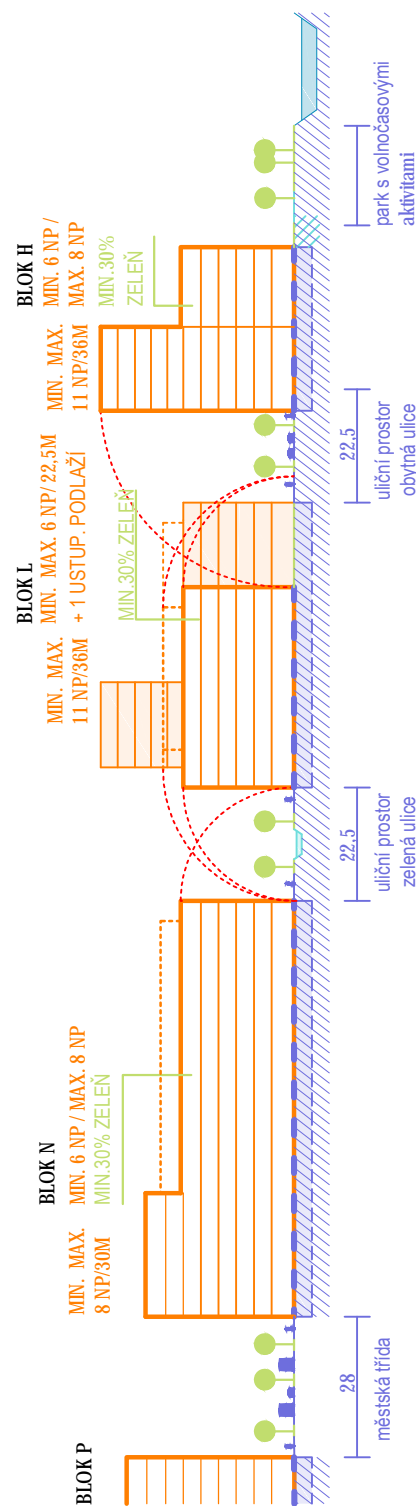 BLOK P
BLOK N
MIN. MAX.
8 NP/30M
MIN. 6 NP / MAX. 8 NP
MIN.30% ZELEŇ
BLOK L
MIN. MAX.
11 NP/36M
MIN. MAX. 6 NP/ 22,5M
+ 1 USTUP. PODLAŽÍ
MIN.30% ZELEŇ
BLOK H
MIN. MAX.
11 NP/36M
MIN. 6 NP /
MAX. 8 NP
MIN.30%
ZELEŇ
28
městská třída
22,5
uliční prostor
zelená ulice
22,5
uliční prostor
obytná ulice
park s volnočasovými
aktivitami